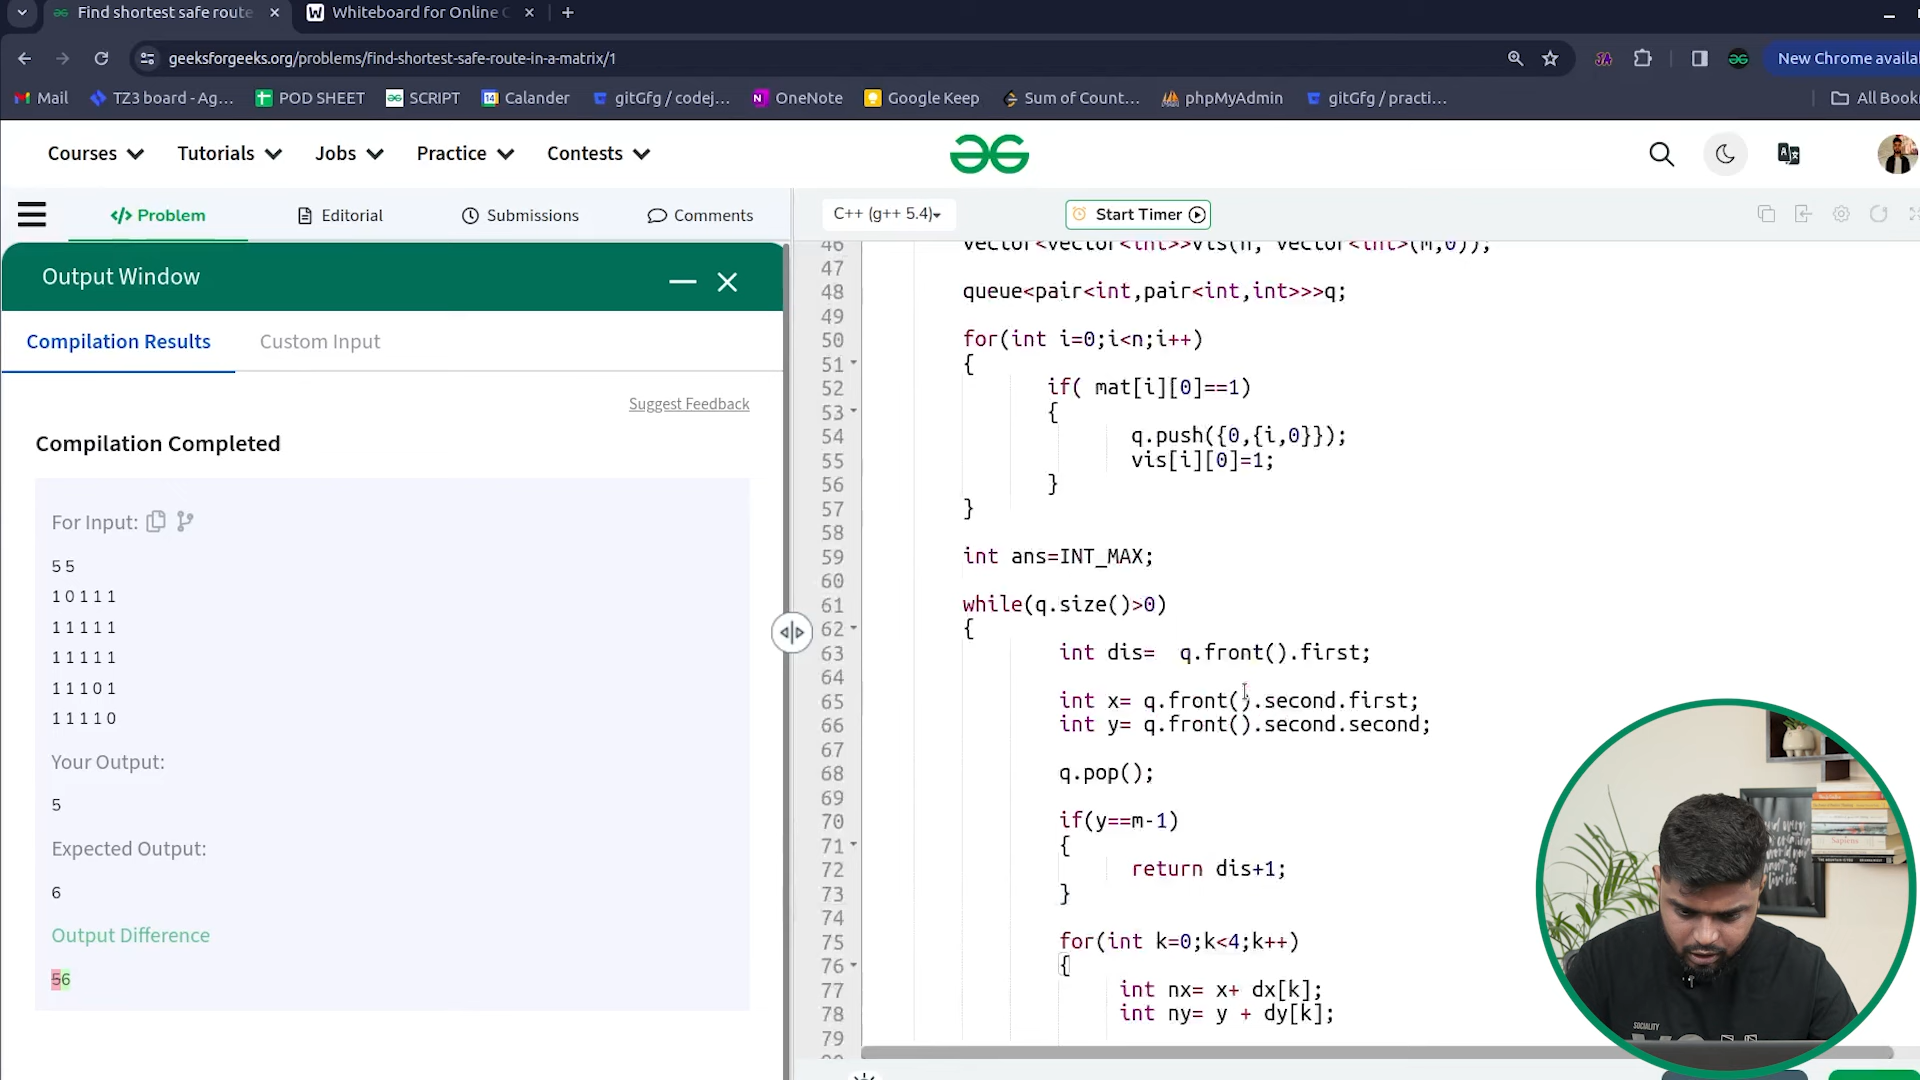 Find shortest safe route
Whiteboard for Online
geeksforgeeks.org/problems/find-shortest-safe-route-in-a-matrix/1
New Chrome availa
Mail
TZ3 board - Ag...
POD SHEET
SCRIPT
Calander
gitGfg / codej...
OneNote
Google Keep
Sum of Count...
phpMyAdmin
gitGfg / practi...
All Book
Courses
Tutorials
Jobs
Practice
Contests
Problem
Editorial
Submissions
Comments
C++ (g++ 5.4)
Start Timer
Output Window
Compilation Results
Custom Input
Suggest Feedback
Compilation Completed
For Input:
5 5
1 0 1 1 1
1 1 1 1 1
1 1 1 1 1
1 1 1 0 1
1 1 1 1 0
Your Output:
5
Expected Output:
6
Output Difference
56
46 vector<vector<int>>vis(n, vector<int>(m,0));
47
48 queue<pair<int,pair<int,int>>>q;
49
50 for(int i=0;i<n;i++)
51 {
52 if( mat[i][0]==1)
53 {
54 q.push({0,{i,0}});
55 vis[i][0]=1;
56 }
57 }
58
59 int ans=INT_MAX;
60
61 while(q.size()>0)
62 {
63 int dis= q.front().first;
64
65 int x= q.front().second.first;
66 int y= q.front().second.second;
67
68 q.pop();
69
70 if(y==m-1)
71 {
72 return dis+1;
73 }
74
75 for(int k=0;k<4;k++)
76 {
77 int nx= x+ dx[k];
78 int ny= y + dy[k];
79
SOCIALITY